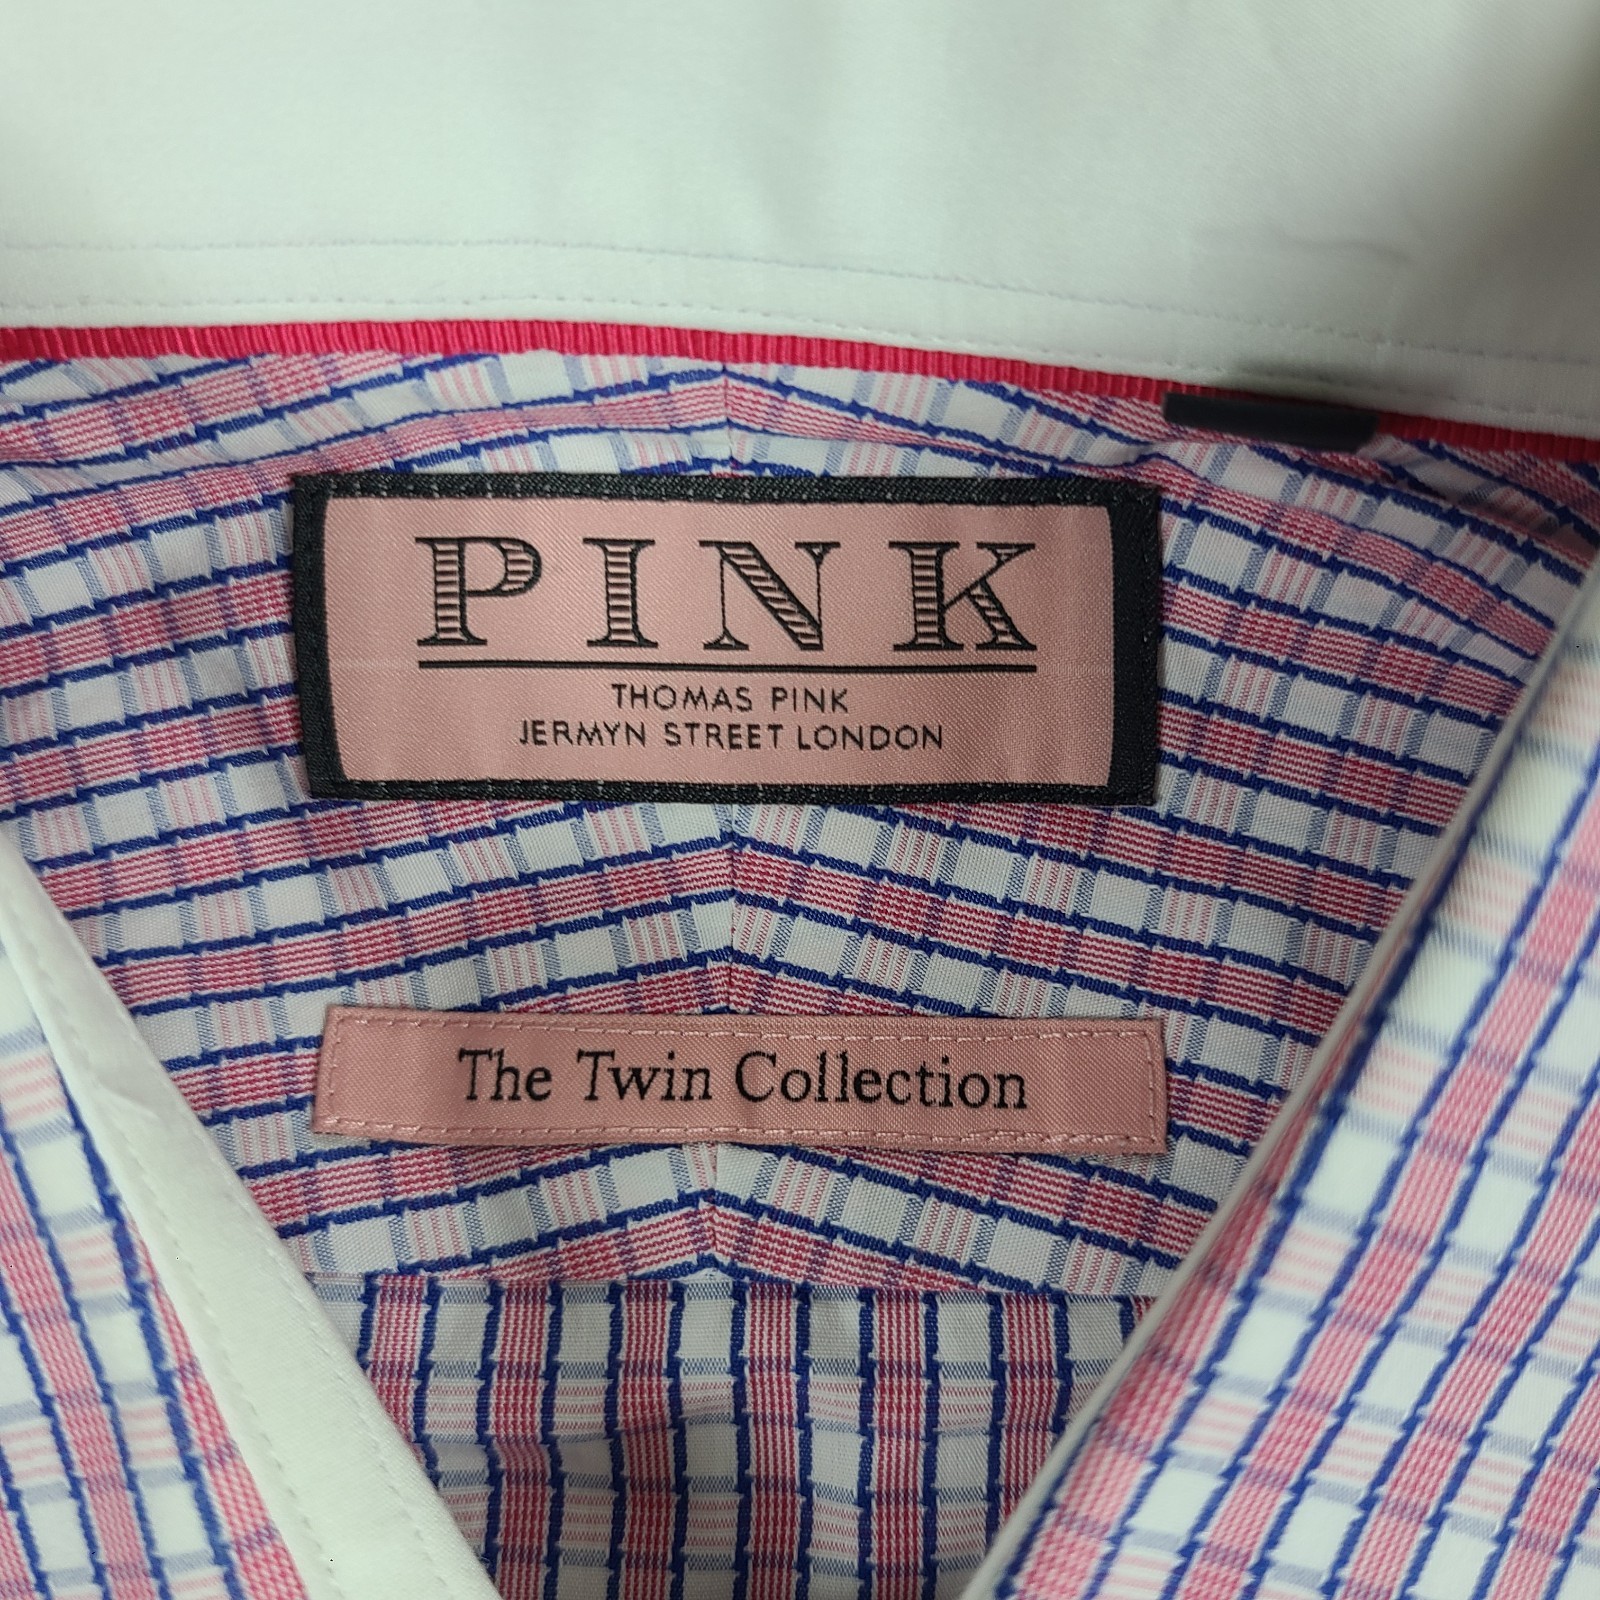 PINK
THOMAS PINK
JERMYN STREET LONDON
The Twin Collection